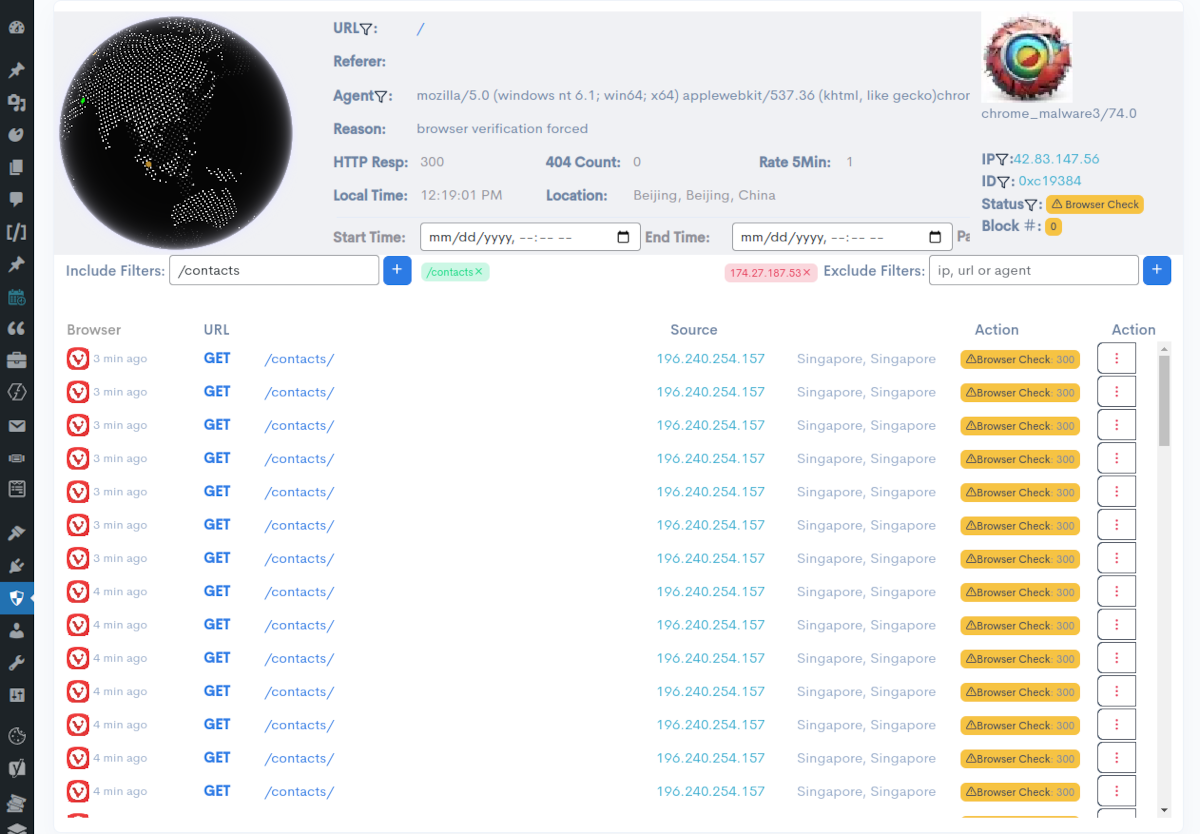 URL: /
Referer:
Agent: mozilla/5.0 (windows nt 6.1; win64; x64) applewebkit/537.36 (khtml, like gecko)chror
Reason: browser verification forced
HTTP Resp: 300 404 Count: 0 Rate 5Min: 1
Local Time: 12:19:01 PM Location: Beijing, Beijing, China
Start Time: mm/dd/yyyy, --:-- -- End Time: mm/dd/yyyy, --:-- -- Pa
chrome_malware3/74.0
IP: 42.83.147.56
ID: 0xc19384
Status: Browser Check
Block #: 0
Include Filters: /contacts + /contacts× 174.27.187.53× Exclude Filters: ip, url or agent +
Browser URL Source Action Action
3 min ago GET /contacts/ 196.240.254.157 Singapore, Singapore Browser Check: 300
3 min ago GET /contacts/ 196.240.254.157 Singapore, Singapore Browser Check: 300
3 min ago GET /contacts/ 196.240.254.157 Singapore, Singapore Browser Check: 300
3 min ago GET /contacts/ 196.240.254.157 Singapore, Singapore Browser Check: 300
3 min ago GET /contacts/ 196.240.254.157 Singapore, Singapore Browser Check: 300
3 min ago GET /contacts/ 196.240.254.157 Singapore, Singapore Browser Check: 300
3 min ago GET /contacts/ 196.240.254.157 Singapore, Singapore Browser Check: 300
4 min ago GET /contacts/ 196.240.254.157 Singapore, Singapore Browser Check: 300
4 min ago GET /contacts/ 196.240.254.157 Singapore, Singapore Browser Check: 300
4 min ago GET /contacts/ 196.240.254.157 Singapore, Singapore Browser Check: 300
4 min ago GET /contacts/ 196.240.254.157 Singapore, Singapore Browser Check: 300
4 min ago GET /contacts/ 196.240.254.157 Singapore, Singapore Browser Check: 300
4 min ago GET /contacts/ 196.240.254.157 Singapore, Singapore Browser Check: 300
4 min ago GET /contacts/ 196.240.254.157 Singapore, Singapore Browser Check: 300